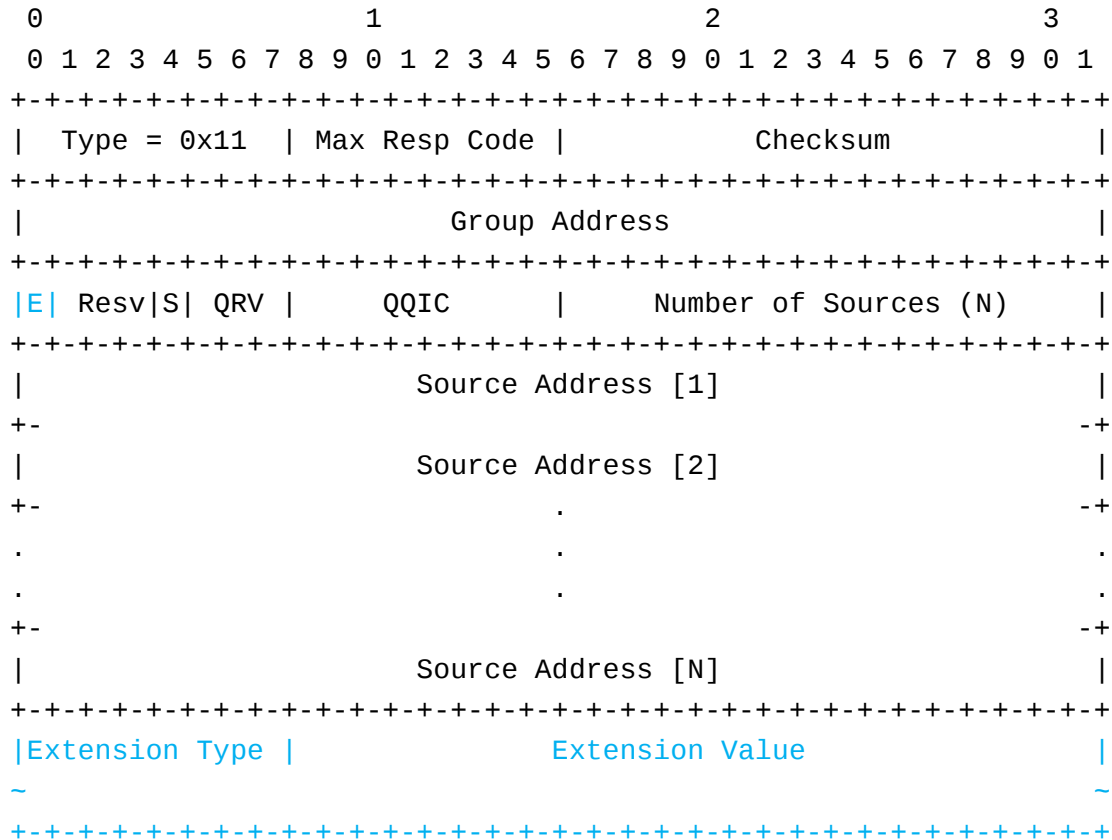 0                   1                   2                   3
 0 1 2 3 4 5 6 7 8 9 0 1 2 3 4 5 6 7 8 9 0 1 2 3 4 5 6 7 8 9 0 1
+-+-+-+-+-+-+-+-+-+-+-+-+-+-+-+-+-+-+-+-+-+-+-+-+-+-+-+-+-+-+-+-+
|  Type = 0x11  | Max Resp Code |           Checksum            |
+-+-+-+-+-+-+-+-+-+-+-+-+-+-+-+-+-+-+-+-+-+-+-+-+-+-+-+-+-+-+-+-+
|                         Group Address                         |
+-+-+-+-+-+-+-+-+-+-+-+-+-+-+-+-+-+-+-+-+-+-+-+-+-+-+-+-+-+-+-+-+
|E| Resv|S| QRV |     QQIC      |     Number of Sources (N)     |
+-+-+-+-+-+-+-+-+-+-+-+-+-+-+-+-+-+-+-+-+-+-+-+-+-+-+-+-+-+-+-+-+
|                       Source Address [1]                      |
+-                                                             -+
|                       Source Address [2]                      |
+-                              .                              -+
.                               .                               .
.                               .                               .
+-                                                             -+
|                       Source Address [N]                      |
+-+-+-+-+-+-+-+-+-+-+-+-+-+-+-+-+-+-+-+-+-+-+-+-+-+-+-+-+-+-+-+-+
|Extension Type |               Extension Value                 |
~                                                               ~
+-+-+-+-+-+-+-+-+-+-+-+-+-+-+-+-+-+-+-+-+-+-+-+-+-+-+-+-+-+-+-+-+